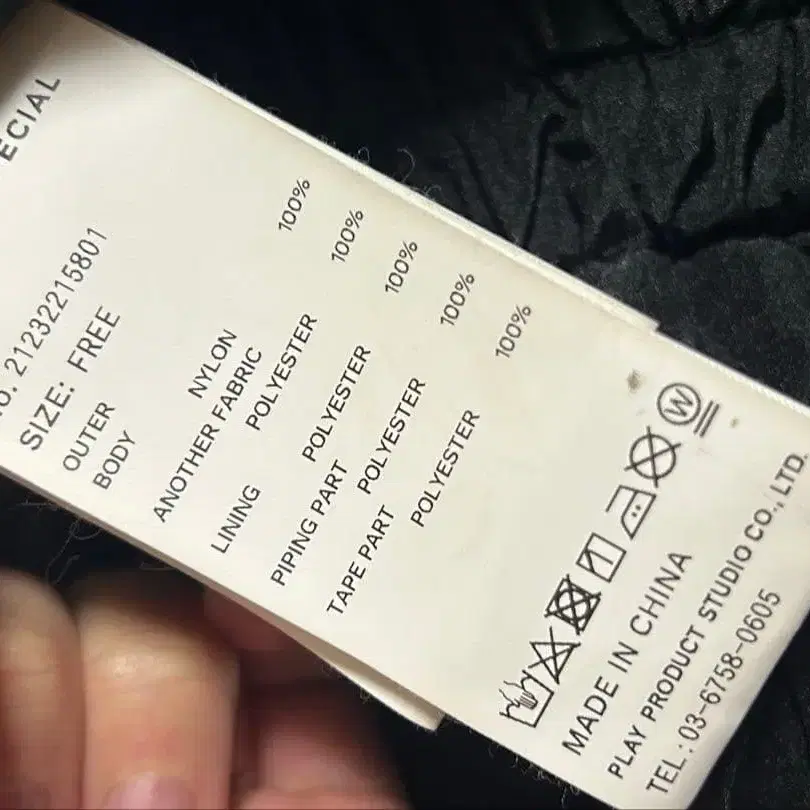 ECIAL
O. 21232215801
SIZE: FREE
OUTER
BODY
NYLON 100%
ANOTHER FABRIC
POLYESTER 100%
LINING
POLYESTER 100%
PIPING PART
POLYESTER 100%
TAPE PART
POLYESTER 100%
W
MADE IN CHINA
PLAY PRODUCT STUDIO CO., LTD.
TEL : 03-6758-0605